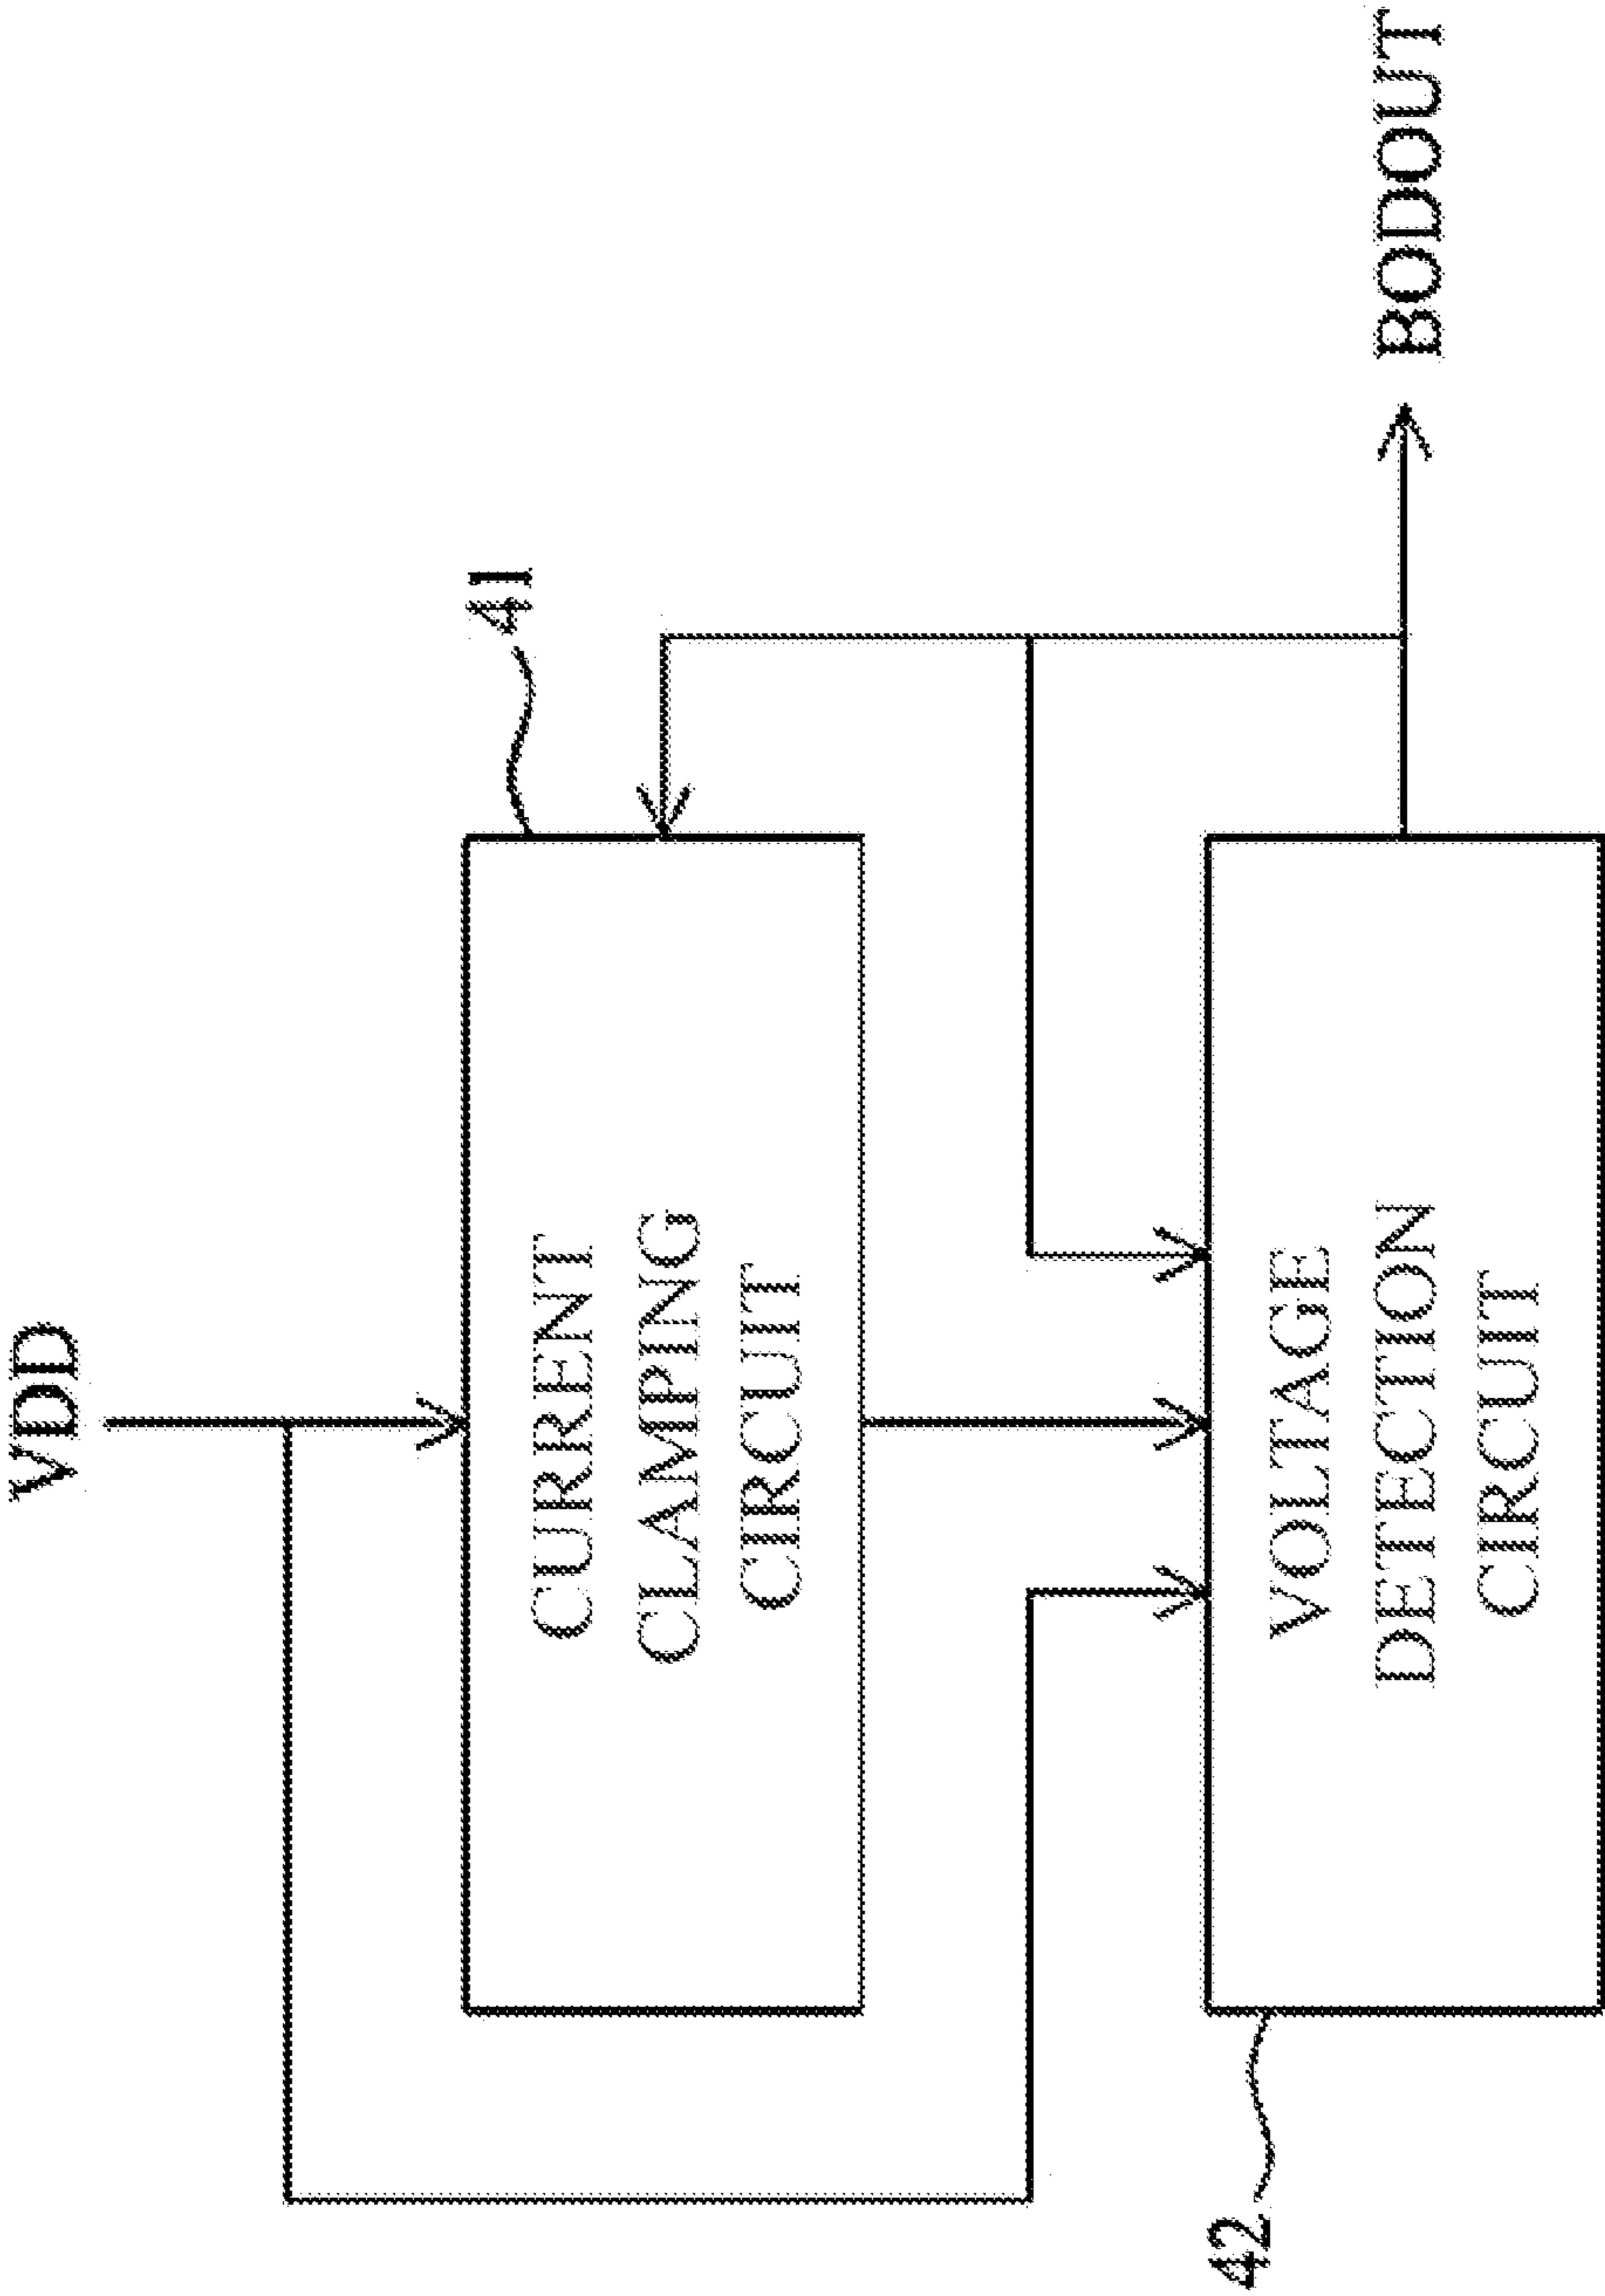 VDD
41
CURRENT
CLAMPING
CIRCUIT
42
VOLTAGE
DETECTION
CIRCUIT
BODOUT